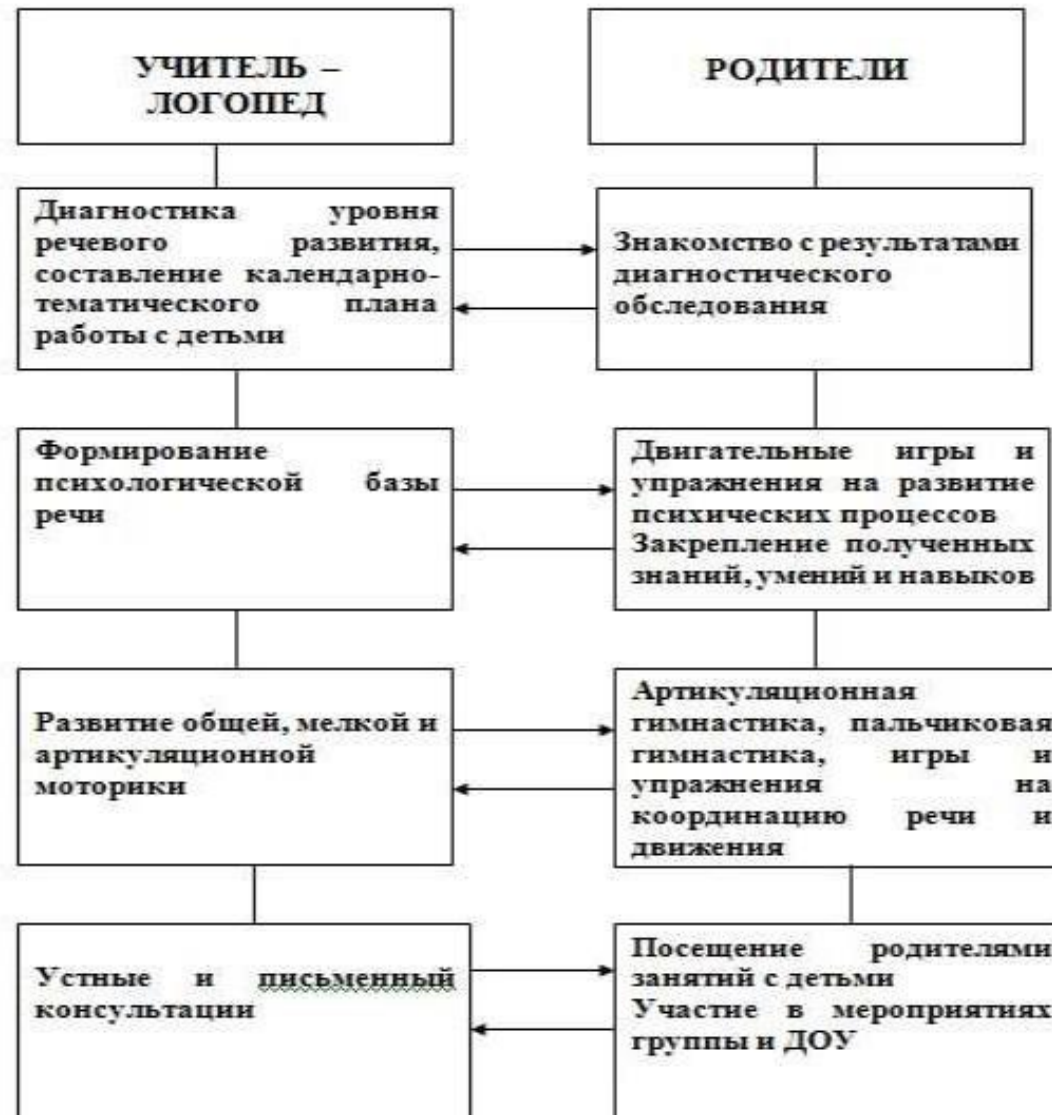 УЧИТЕЛЬ –
ЛОГОПЕД
РОДИТЕЛИ
Диагностика уровня
речевого развития,
составление календарно-
тематического плана
работы с детьми
Знакомство с результатами
диагностического
обследования
Формирование
психологической базы
речи
Двигательные игры и
упражнения на развитие
психических процессов
Закрепление полученных
знаний, умений и навыков
Развитие общей, мелкой и
артикуляционной
моторики
Артикуляционная
гимнастика, пальчиковая
гимнастика, игры и
упражнения на
координацию речи и
движения
Устные и письменный
консультации
Посещение родителями
занятий с детьми
Участие в мероприятиях
группы и ДОУ